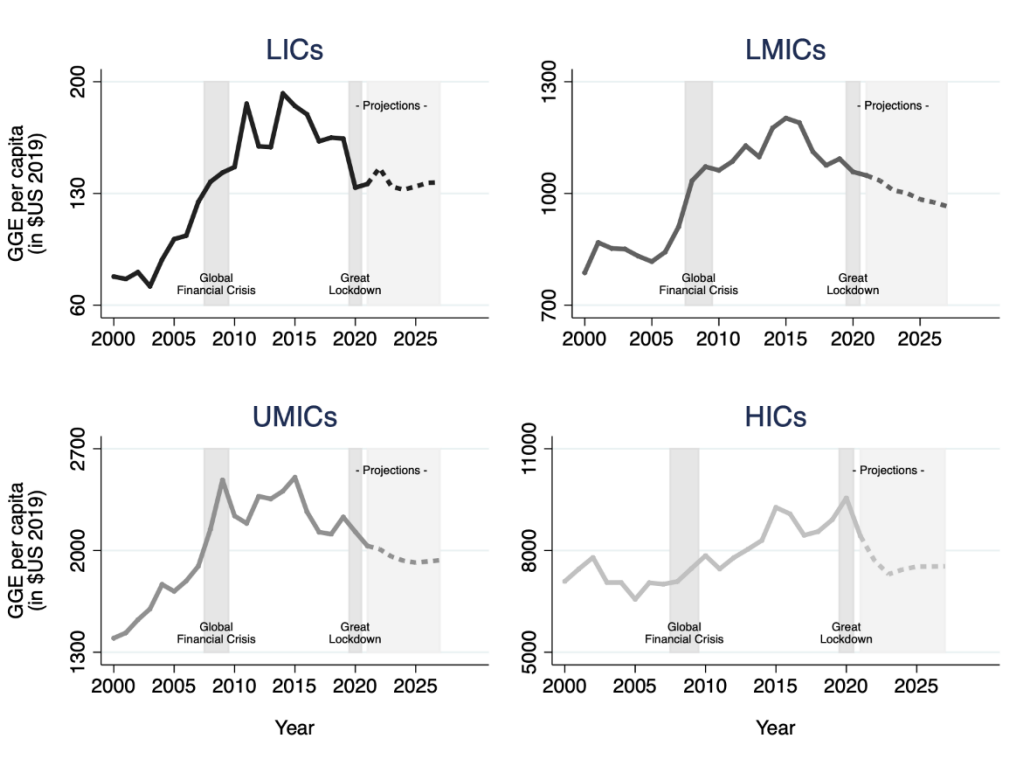 LICs
GGE per capita
(in $US 2019)
200
130
60
- Projections -
Global
Financial Crisis
Great
Lockdown
2000 2005 2010 2015 2020 2025
LMICs
1300
1000
700
- Projections -
Global
Financial Crisis
Great
Lockdown
2000 2005 2010 2015 2020 2025
UMICs
GGE per capita
(in $US 2019)
2700
2000
1300
- Projections -
Global
Financial Crisis
Great
Lockdown
2000 2005 2010 2015 2020 2025
Year
HICs
11000
8000
5000
- Projections -
Global
Financial Crisis
Great
Lockdown
2000 2005 2010 2015 2020 2025
Year